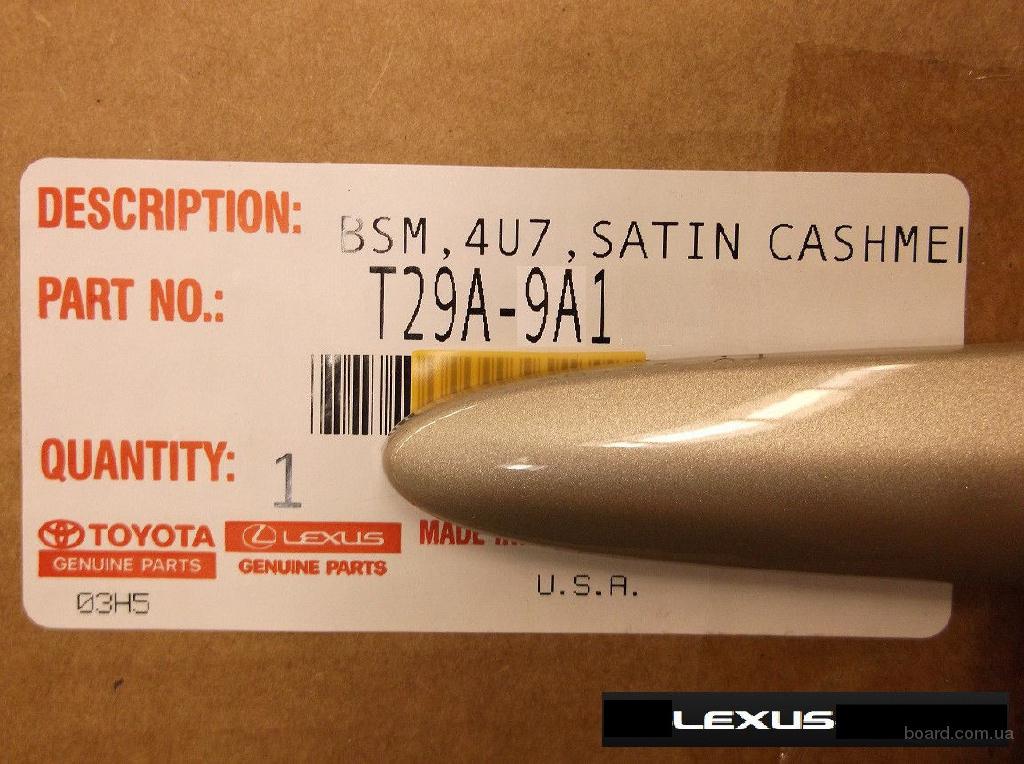 DESCRIPTION: BSM,4U7,SATIN CASHMEI
PART NO.: T29A-9A1
QUANTITY: 1
TOYOTA LEXUS MADE
GENUINE PARTS GENUINE PARTS
U.S.A.
03H5
LEXUS
board.com.ua